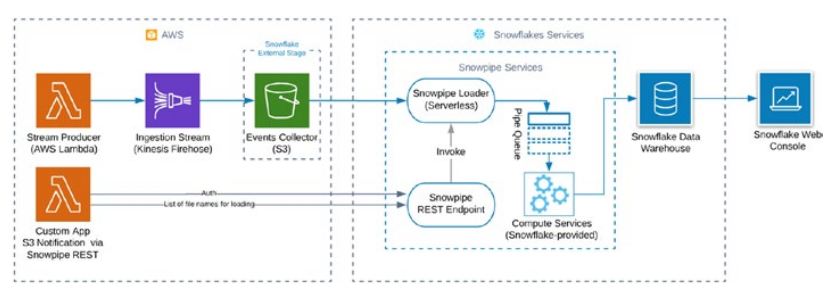 AWS
Snowflakes Services
Snowflake
External Stage
Snowpipe Services
Stream Producer
(AWS Lambda)
Ingestion Stream
(Kinesis Firehose)
Events Collector
(S3)
Snowpipe Loader
(Serverless)
Pipe Queue
Snowflake Data
Warehouse
Snowflake Web
Console
Invoke
Auth
List of file names for loading
Snowpipe
REST Endpoint
Compute Services
(Snowflake-provided)
Custom App
S3 Notification via
Snowpipe REST